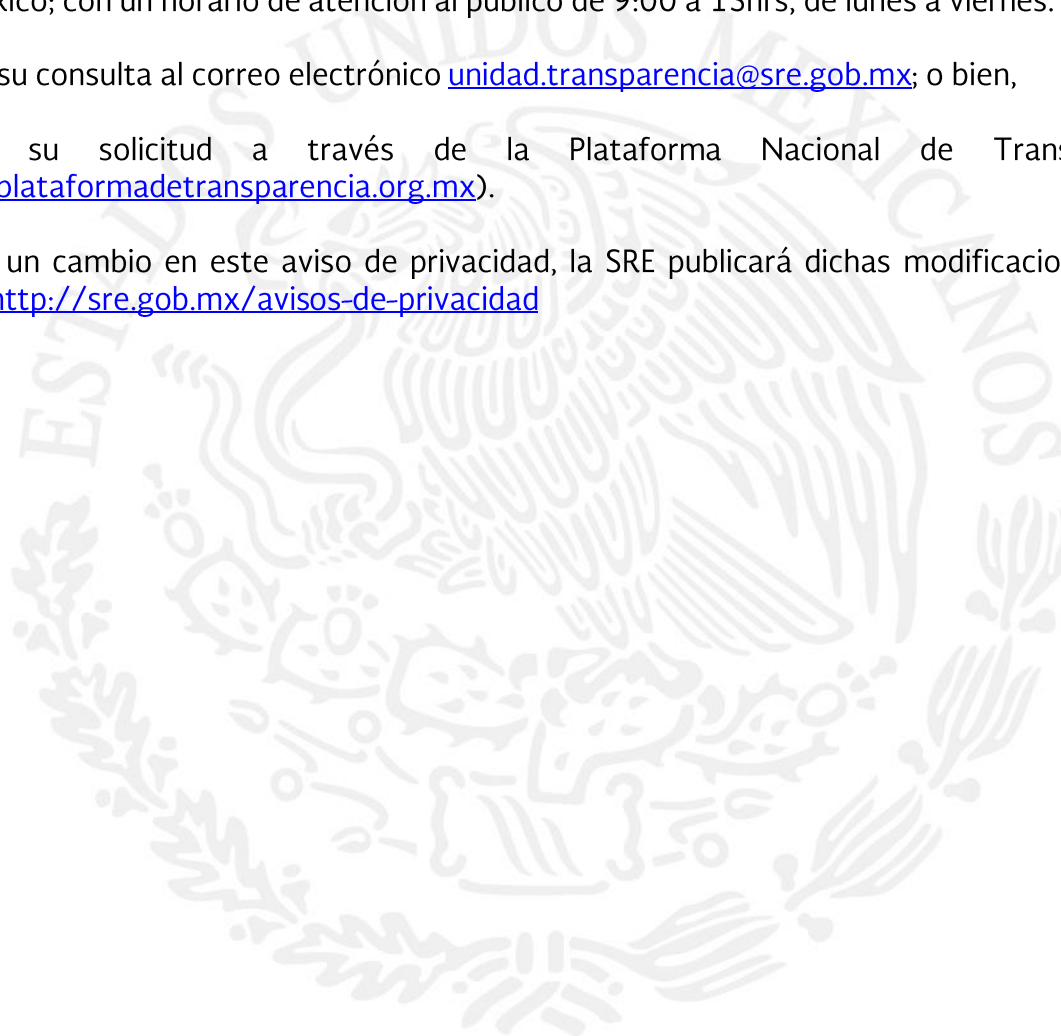 xico; con un horario de atención al público de 9:00 a 15hrs, de lunes a viernes.
su consulta al correo electrónico unidad.transparencia@sre.gob.mx; o bien,
su solicitud a través de la Plataforma Nacional de Trans
plataformadetransparencia.org.mx).
un cambio en este aviso de privacidad, la SRE publicará dichas modificacio
http://sre.gob.mx/avisos-de-privacidad
ESTADOS UNIDOS MEXICANOS